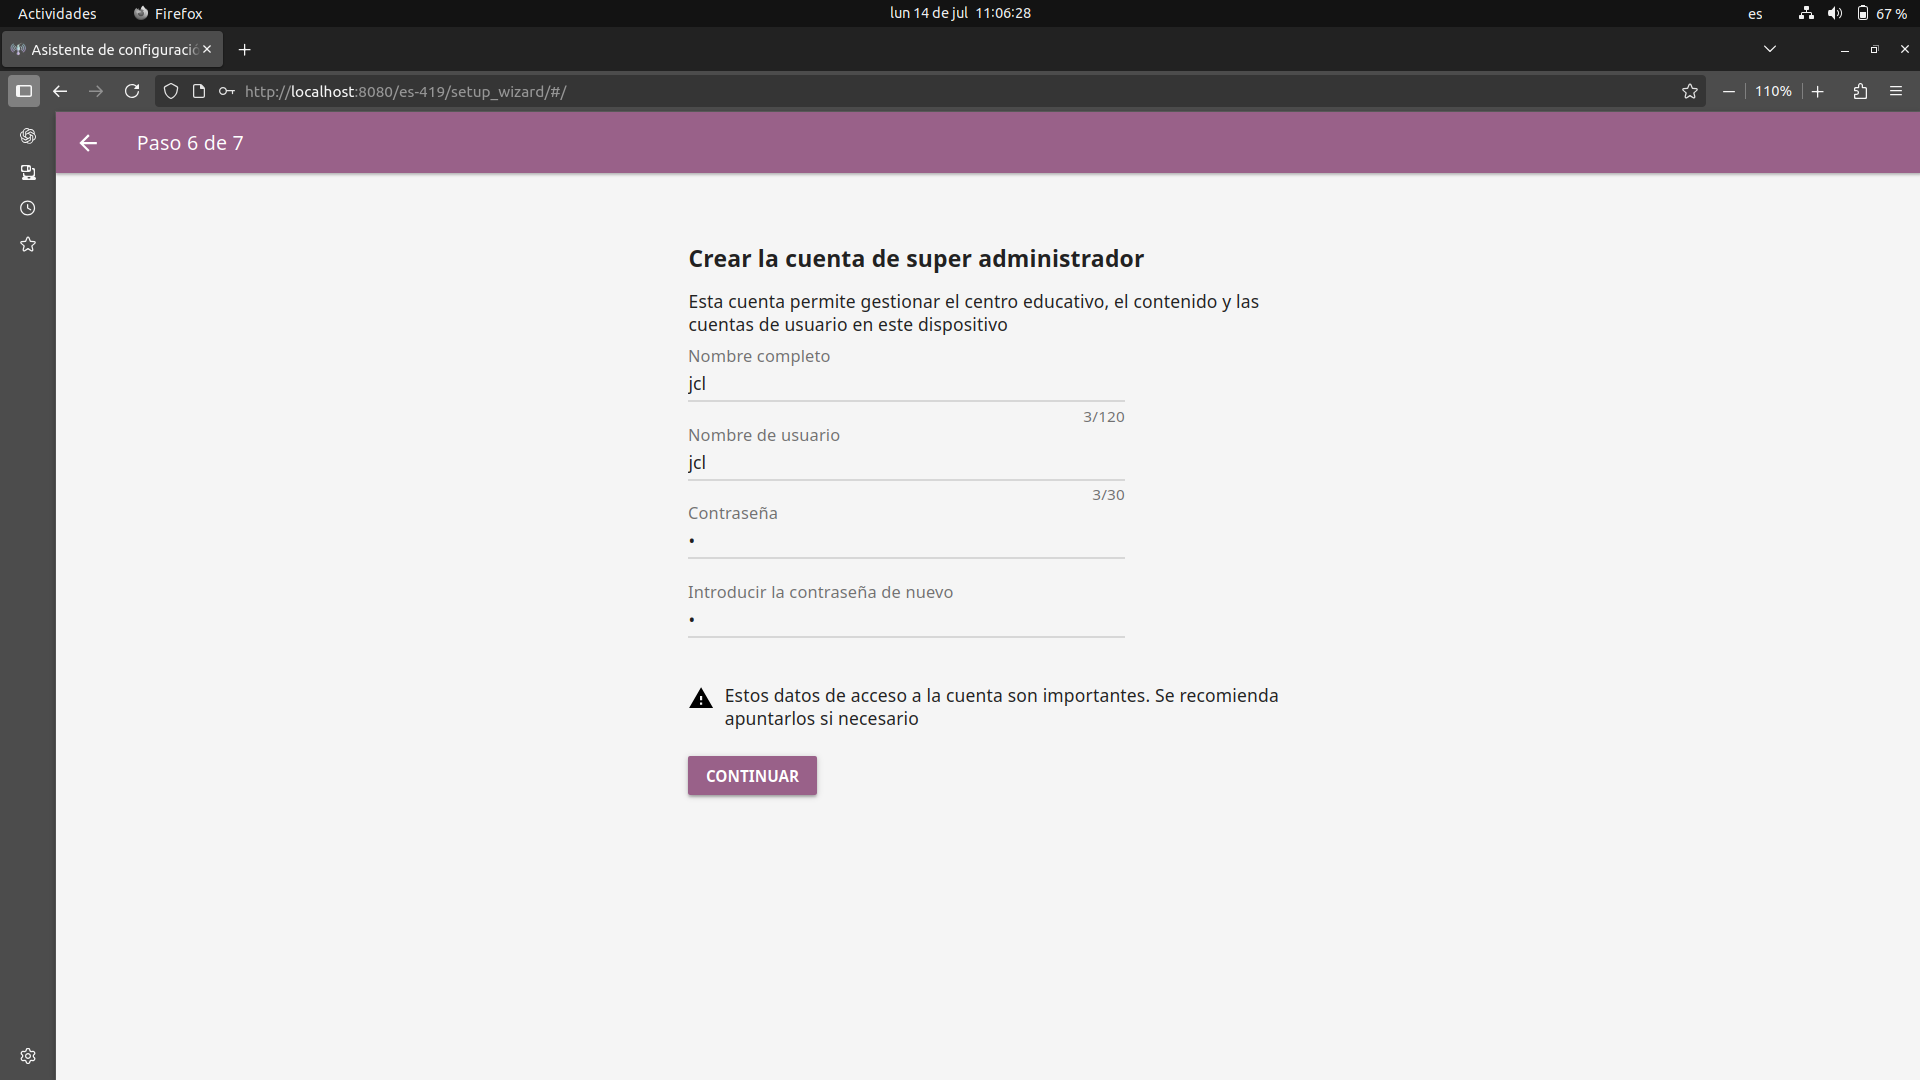 Actividades
Firefox
lun 14 de jul 11:06:28
es
67 %
Asistente de configuració
http://localhost:8080/es-419/setup_wizard/#/
110%
Paso 6 de 7
Crear la cuenta de super administrador
Esta cuenta permite gestionar el centro educativo, el contenido y las
cuentas de usuario en este dispositivo
Nombre completo
jcl
3/120
Nombre de usuario
jcl
3/30
Contraseña
•
Introducir la contraseña de nuevo
•
Estos datos de acceso a la cuenta son importantes. Se recomienda
apuntarlos si necesario
CONTINUAR